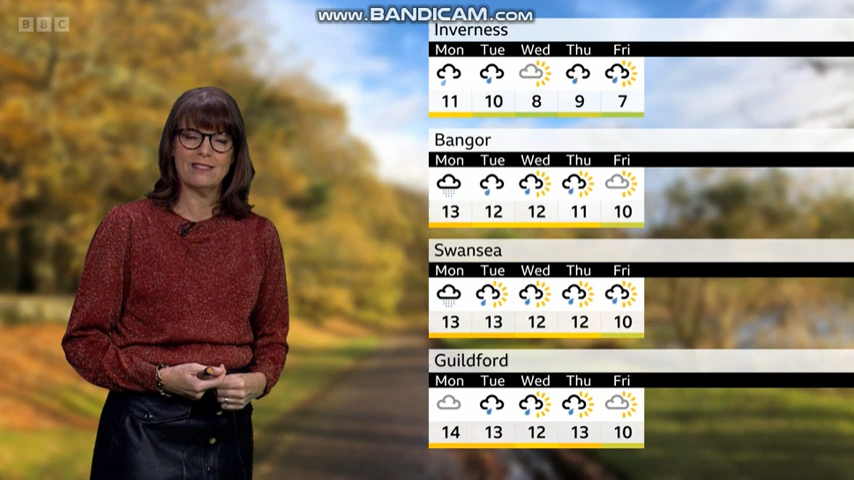 BBC
www.BANDICAM.com
Inverness
Mon Tue Wed Thu Fri
11 10 8 9 7
Bangor
Mon Tue Wed Thu Fri
13 12 12 11 10
Swansea
Mon Tue Wed Thu Fri
13 13 12 12 10
Guildford
Mon Tue Wed Thu Fri
14 13 12 13 10